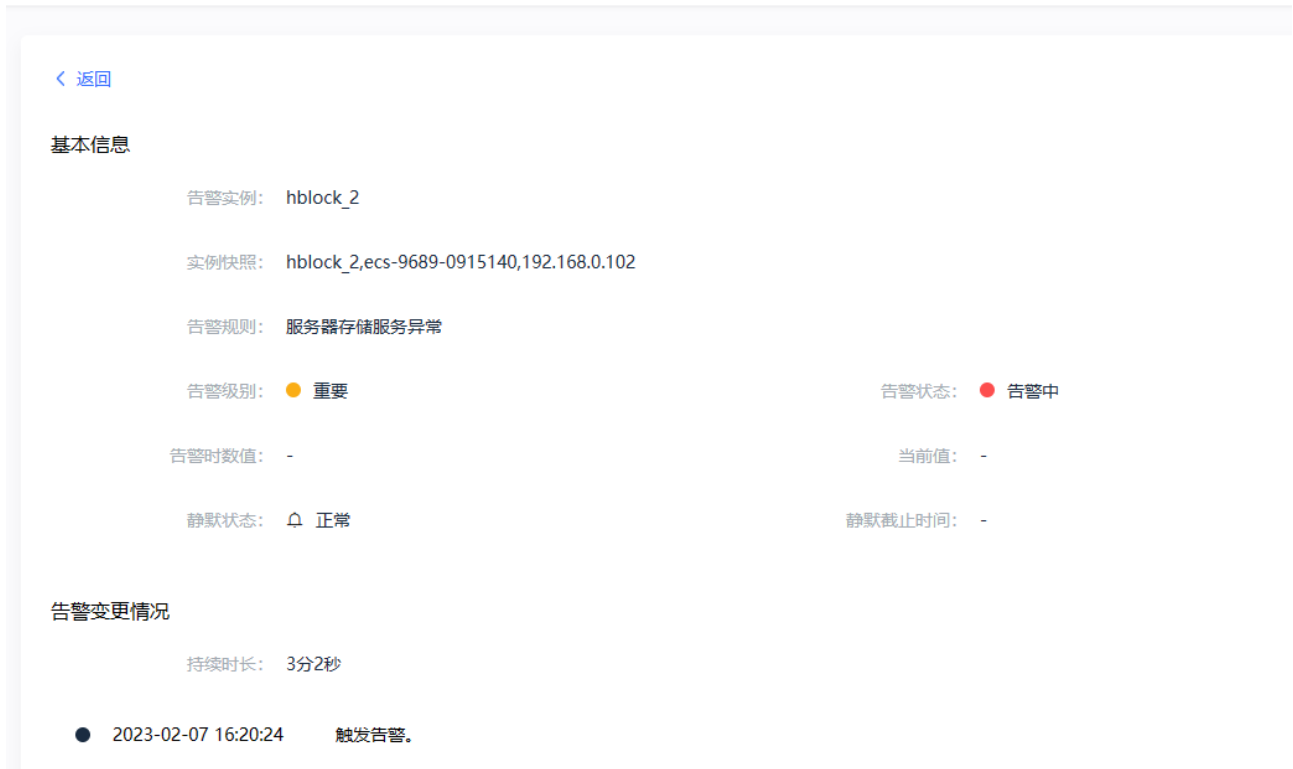 返回
基本信息
告警实例： hblock_2
实例快照： hblock_2,ecs-9689-0915140,192.168.0.102
告警规则： 服务器存储服务异常
告警级别： 重要 告警状态： 告警中
告警时数值： - 当前值： -
静默状态： 正常 静默截止时间： -
告警变更情况
持续时长： 3分2秒
2023-02-07 16:20:24 触发告警。